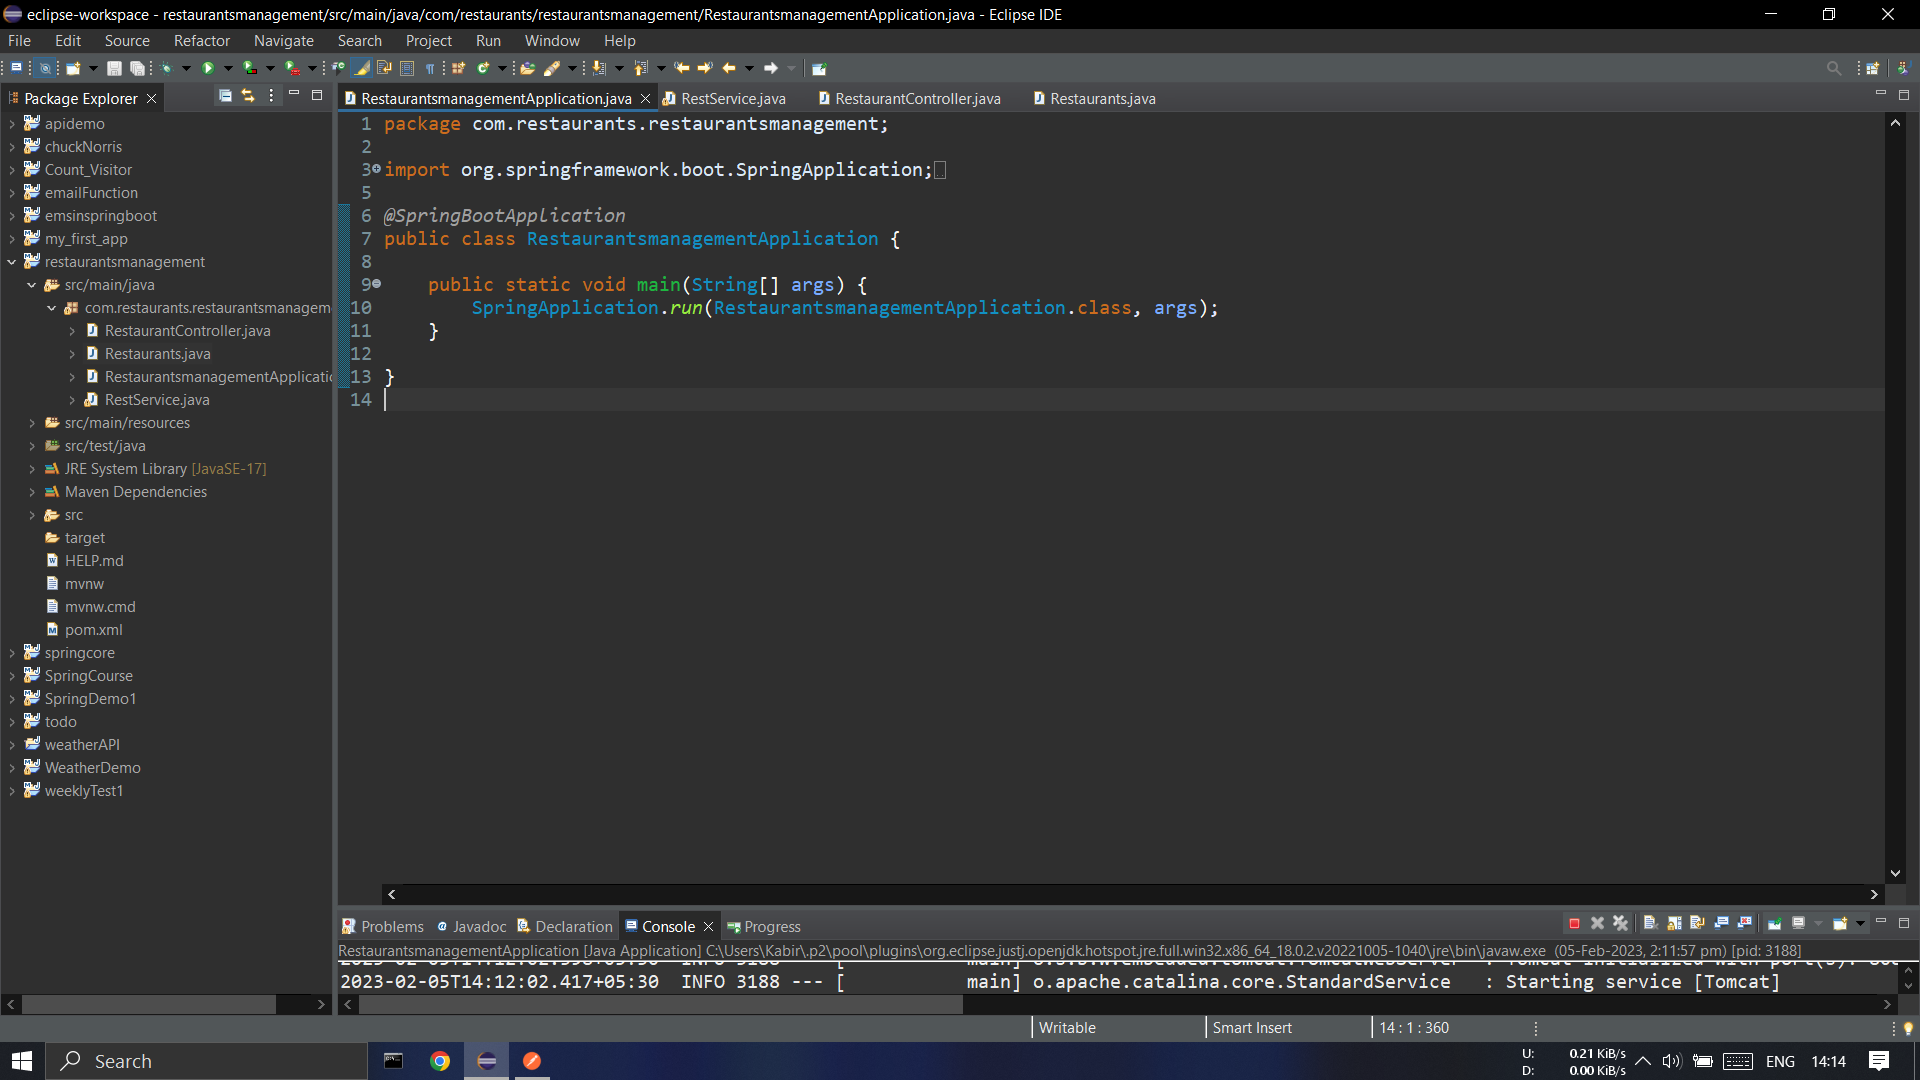 eclipse-workspace - restaurantsmanagement/src/main/java/com/restaurants/restaurantsmanagement/RestaurantsmanagementApplication.java - Eclipse IDE
File Edit Source Refactor Navigate Search Project Run Window Help
Package Explorer
apidemo
chuckNorris
Count_Visitor
emailFunction
emsinspringboot
my_first_app
restaurantsmanagement
src/main/java
com.restaurants.restaurantsmanagem
RestaurantController.java
Restaurants.java
RestaurantsmanagementApplicatio
RestService.java
src/main/resources
src/test/java
JRE System Library [JavaSE-17]
Maven Dependencies
src
target
HELP.md
mvnw
mvnw.cmd
pom.xml
springcore
SpringCourse
SpringDemo1
todo
weatherAPI
WeatherDemo
weeklyTest1
RestaurantsmanagementApplication.java RestService.java RestaurantController.java Restaurants.java
1 package com.restaurants.restaurantsmanagement;
2
3 import org.springframework.boot.SpringApplication;
5
6 @SpringBootApplication
7 public class RestaurantsmanagementApplication {
8
9 public static void main(String[] args) {
10 SpringApplication.run(RestaurantsmanagementApplication.class, args);
11 }
12
13 }
14
Problems Javadoc Declaration Console Progress
RestaurantsmanagementApplication [Java Application] C:\Users\Kabir\.p2\pool\plugins\org.eclipse.justj.openjdk.hotspot.jre.full.win32.x86_64_18.0.2.v20221005-1040\jre\bin\javaw.exe (05-Feb-2023, 2:11:57 pm) [pid: 3188]
2023-02-05T14:12:02.417+05:30 INFO 3188 --- [ main] o.apache.catalina.core.StandardService : Starting service [Tomcat]
Writable Smart Insert 14 : 1 : 360
Search
U: 0.21 KiB/s
D: 0.00 KiB/s
ENG 14:14